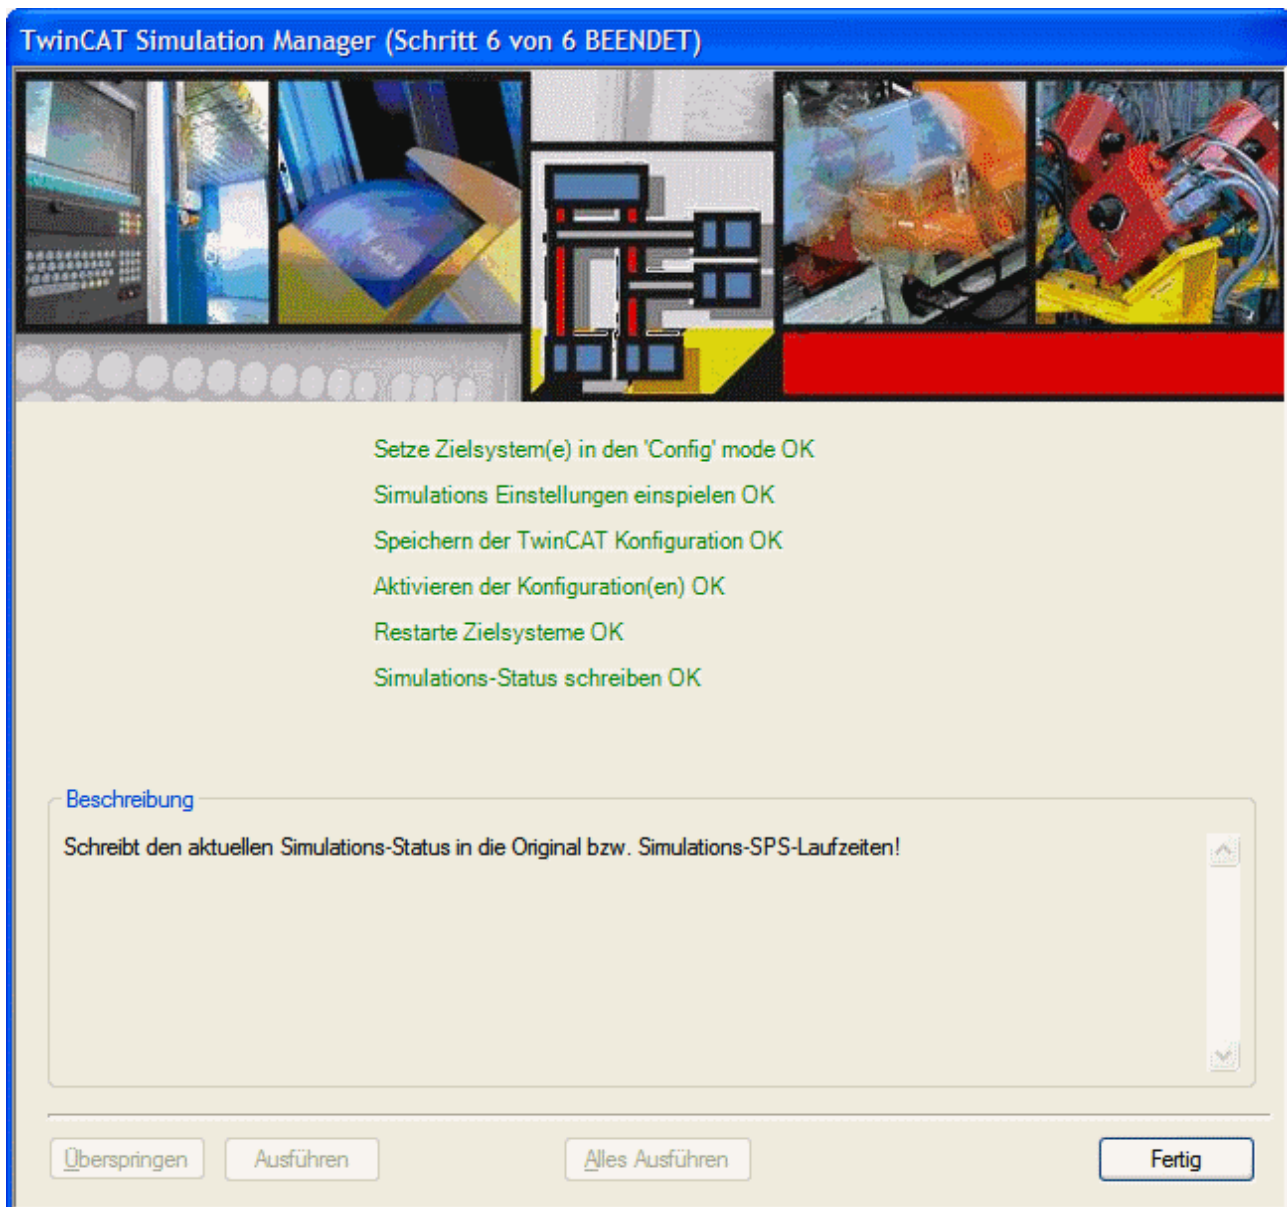 TwinCAT Simulation Manager (Schritt 6 von 6 BEENDET)
Setze Zielsystem(e) in den 'Config' mode OK
Simulations Einstellungen einspielen OK
Speichern der TwinCAT Konfiguration OK
Aktivieren der Konfiguration(en) OK
Restarte Zielsysteme OK
Simulations-Status schreiben OK
Beschreibung
Schreibt den aktuellen Simulations-Status in die Original bzw. Simulations-SPS-Laufzeiten!
Überspringen Ausführen Alles Ausführen Fertig